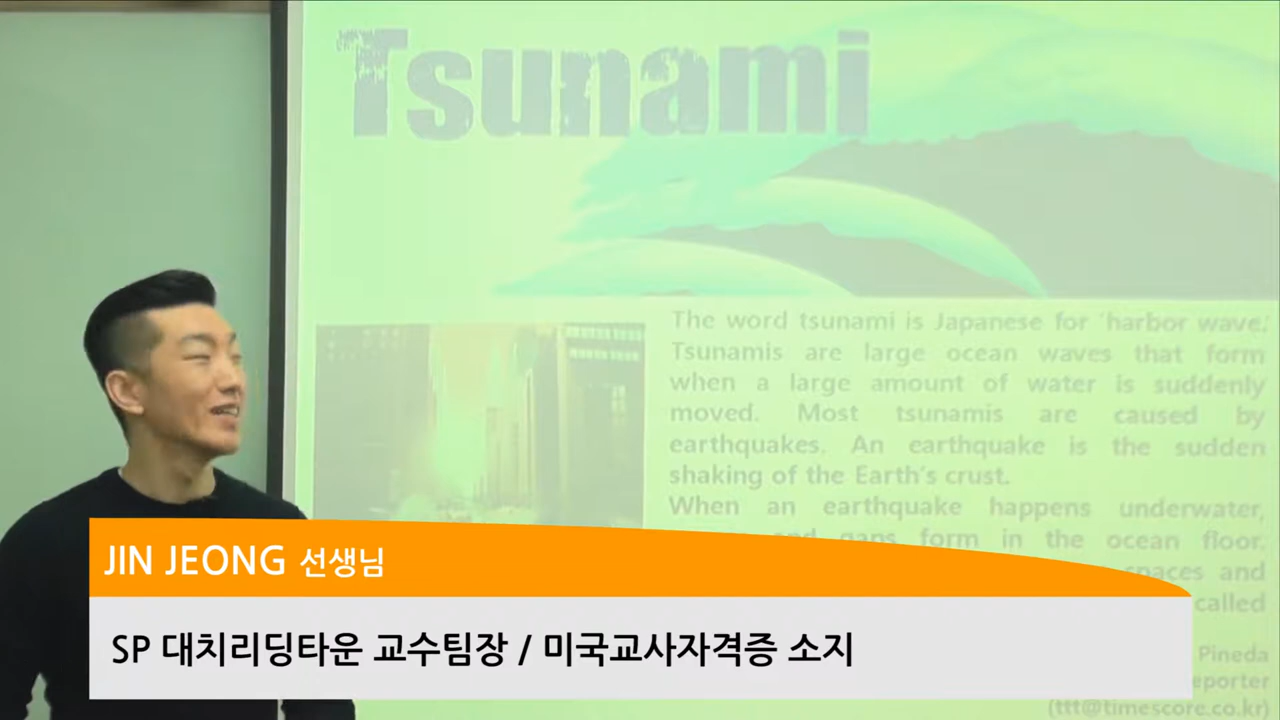 Tsunami
The word tsunami is Japanese for 'harbor wave.'
Tsunamis are large ocean waves that form
when a large amount of water is suddenly
moved. Most tsunamis are caused by
earthquakes. An earthquake is the sudden
shaking of the Earth's crust.
When an earthquake happens underwater,
and gaps form in the ocean floor.
spaces and
called
Pineda
eporter
(ttt@timescore.co.kr)
JIN JEONG 선생님
SP 대치리딩타운 교수팀장 / 미국교사자격증 소지